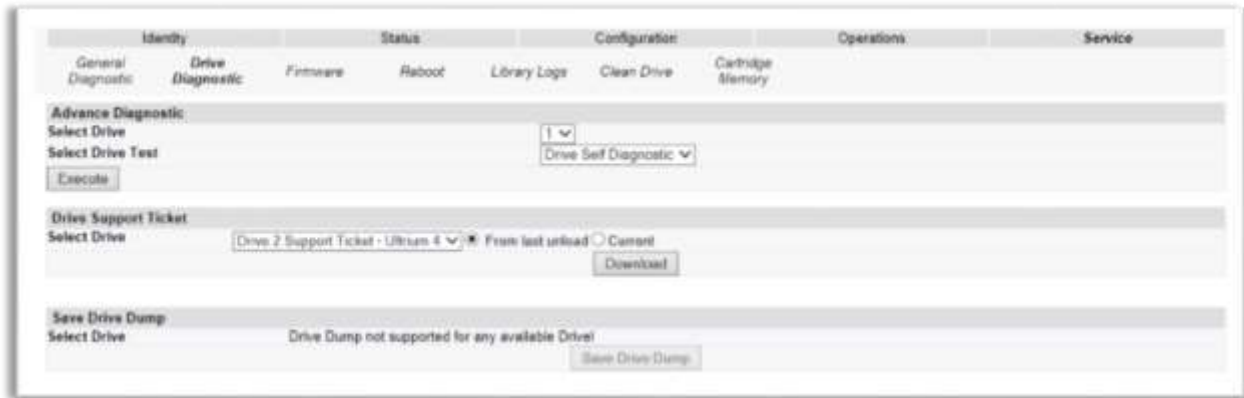 Identity Status Configuration Operations Service
General Diagnostic Drive Diagnostic Firmware Reboot Library Logs Clean Drive Cartridge Memory
Advance Diagnostic
Select Drive 1
Select Drive Test Drive Self Diagnostic
Execute
Drive Support Ticket
Select Drive Drive 2 Support Ticket - Ultrium 4 From last unload Current
Download
Save Drive Dump
Select Drive Drive Dump not supported for any available Drive!
Save Drive Dump